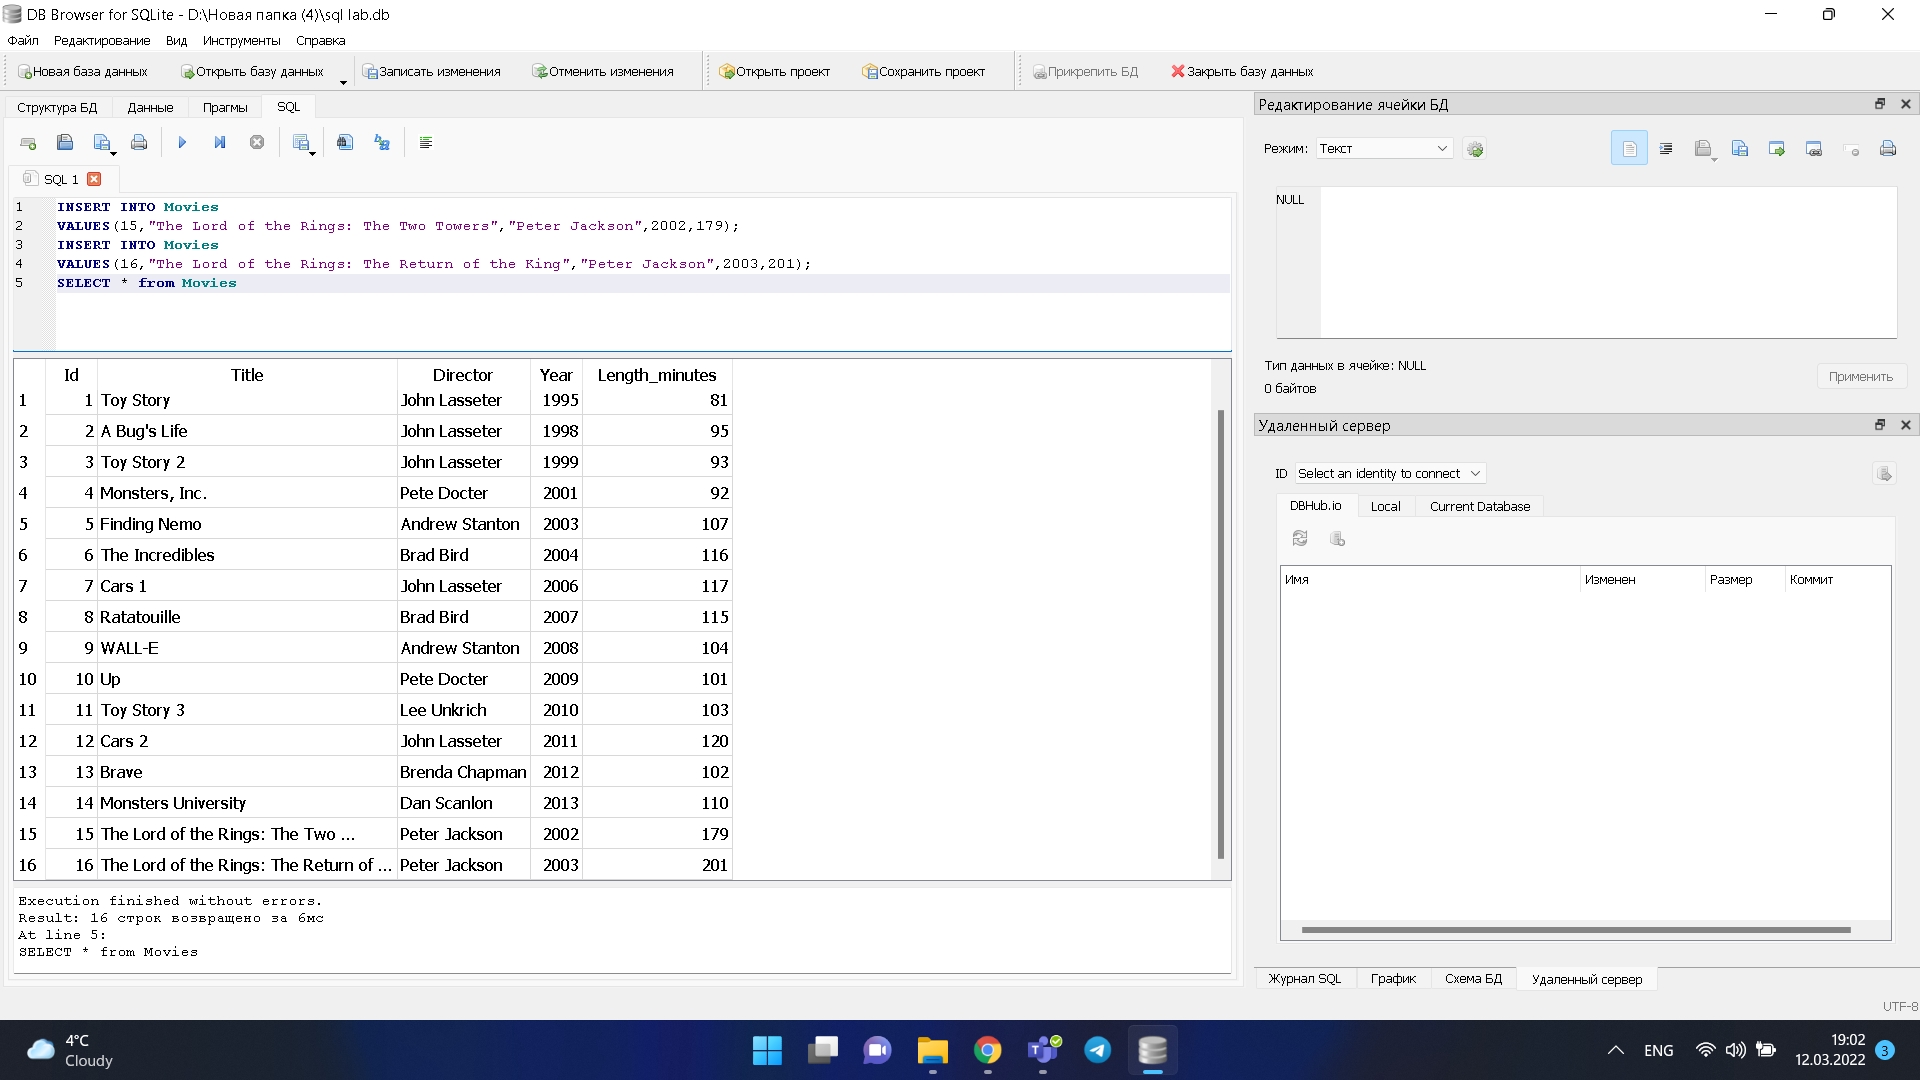 DB Browser for SQLite - D:\Новая папка (4)\sql lab.db
Файл Редактирование Вид Инструменты Справка
Новая база данных Открыть базу данных Записать изменения Отменить изменения Открыть проект Сохранить проект Прикрепить БД Закрыть базу данных
Структура БД Данные Прагмы SQL
SQL 1
1 INSERT INTO Movies
2 VALUES(15,"The Lord of the Rings: The Two Towers","Peter Jackson",2002,179);
3 INSERT INTO Movies
4 VALUES(16,"The Lord of the Rings: The Return of the King","Peter Jackson",2003,201);
5 SELECT * from Movies
Id Title Director Year Length_minutes
1 1 Toy Story John Lasseter 1995 81
2 2 A Bug's Life John Lasseter 1998 95
3 3 Toy Story 2 John Lasseter 1999 93
4 4 Monsters, Inc. Pete Docter 2001 92
5 5 Finding Nemo Andrew Stanton 2003 107
6 6 The Incredibles Brad Bird 2004 116
7 7 Cars 1 John Lasseter 2006 117
8 8 Ratatouille Brad Bird 2007 115
9 9 WALL-E Andrew Stanton 2008 104
10 10 Up Pete Docter 2009 101
11 11 Toy Story 3 Lee Unkrich 2010 103
12 12 Cars 2 John Lasseter 2011 120
13 13 Brave Brenda Chapman 2012 102
14 14 Monsters University Dan Scanlon 2013 110
15 15 The Lord of the Rings: The Two ... Peter Jackson 2002 179
16 16 The Lord of the Rings: The Return of ... Peter Jackson 2003 201
Execution finished without errors.
Result: 16 строк возвращено за 6мс
At line 5:
SELECT * from Movies
Редактирование ячейки БД
Режим: Текст
NULL
Тип данных в ячейке: NULL
0 байтов
Применить
Удаленный сервер
ID Select an identity to connect
DBHub.io Local Current Database
Имя Изменен Размер Коммит
Журнал SQL График Схема БД Удаленный сервер
UTF-8
4°C
Cloudy
ENG
19:02
12.03.2022
3